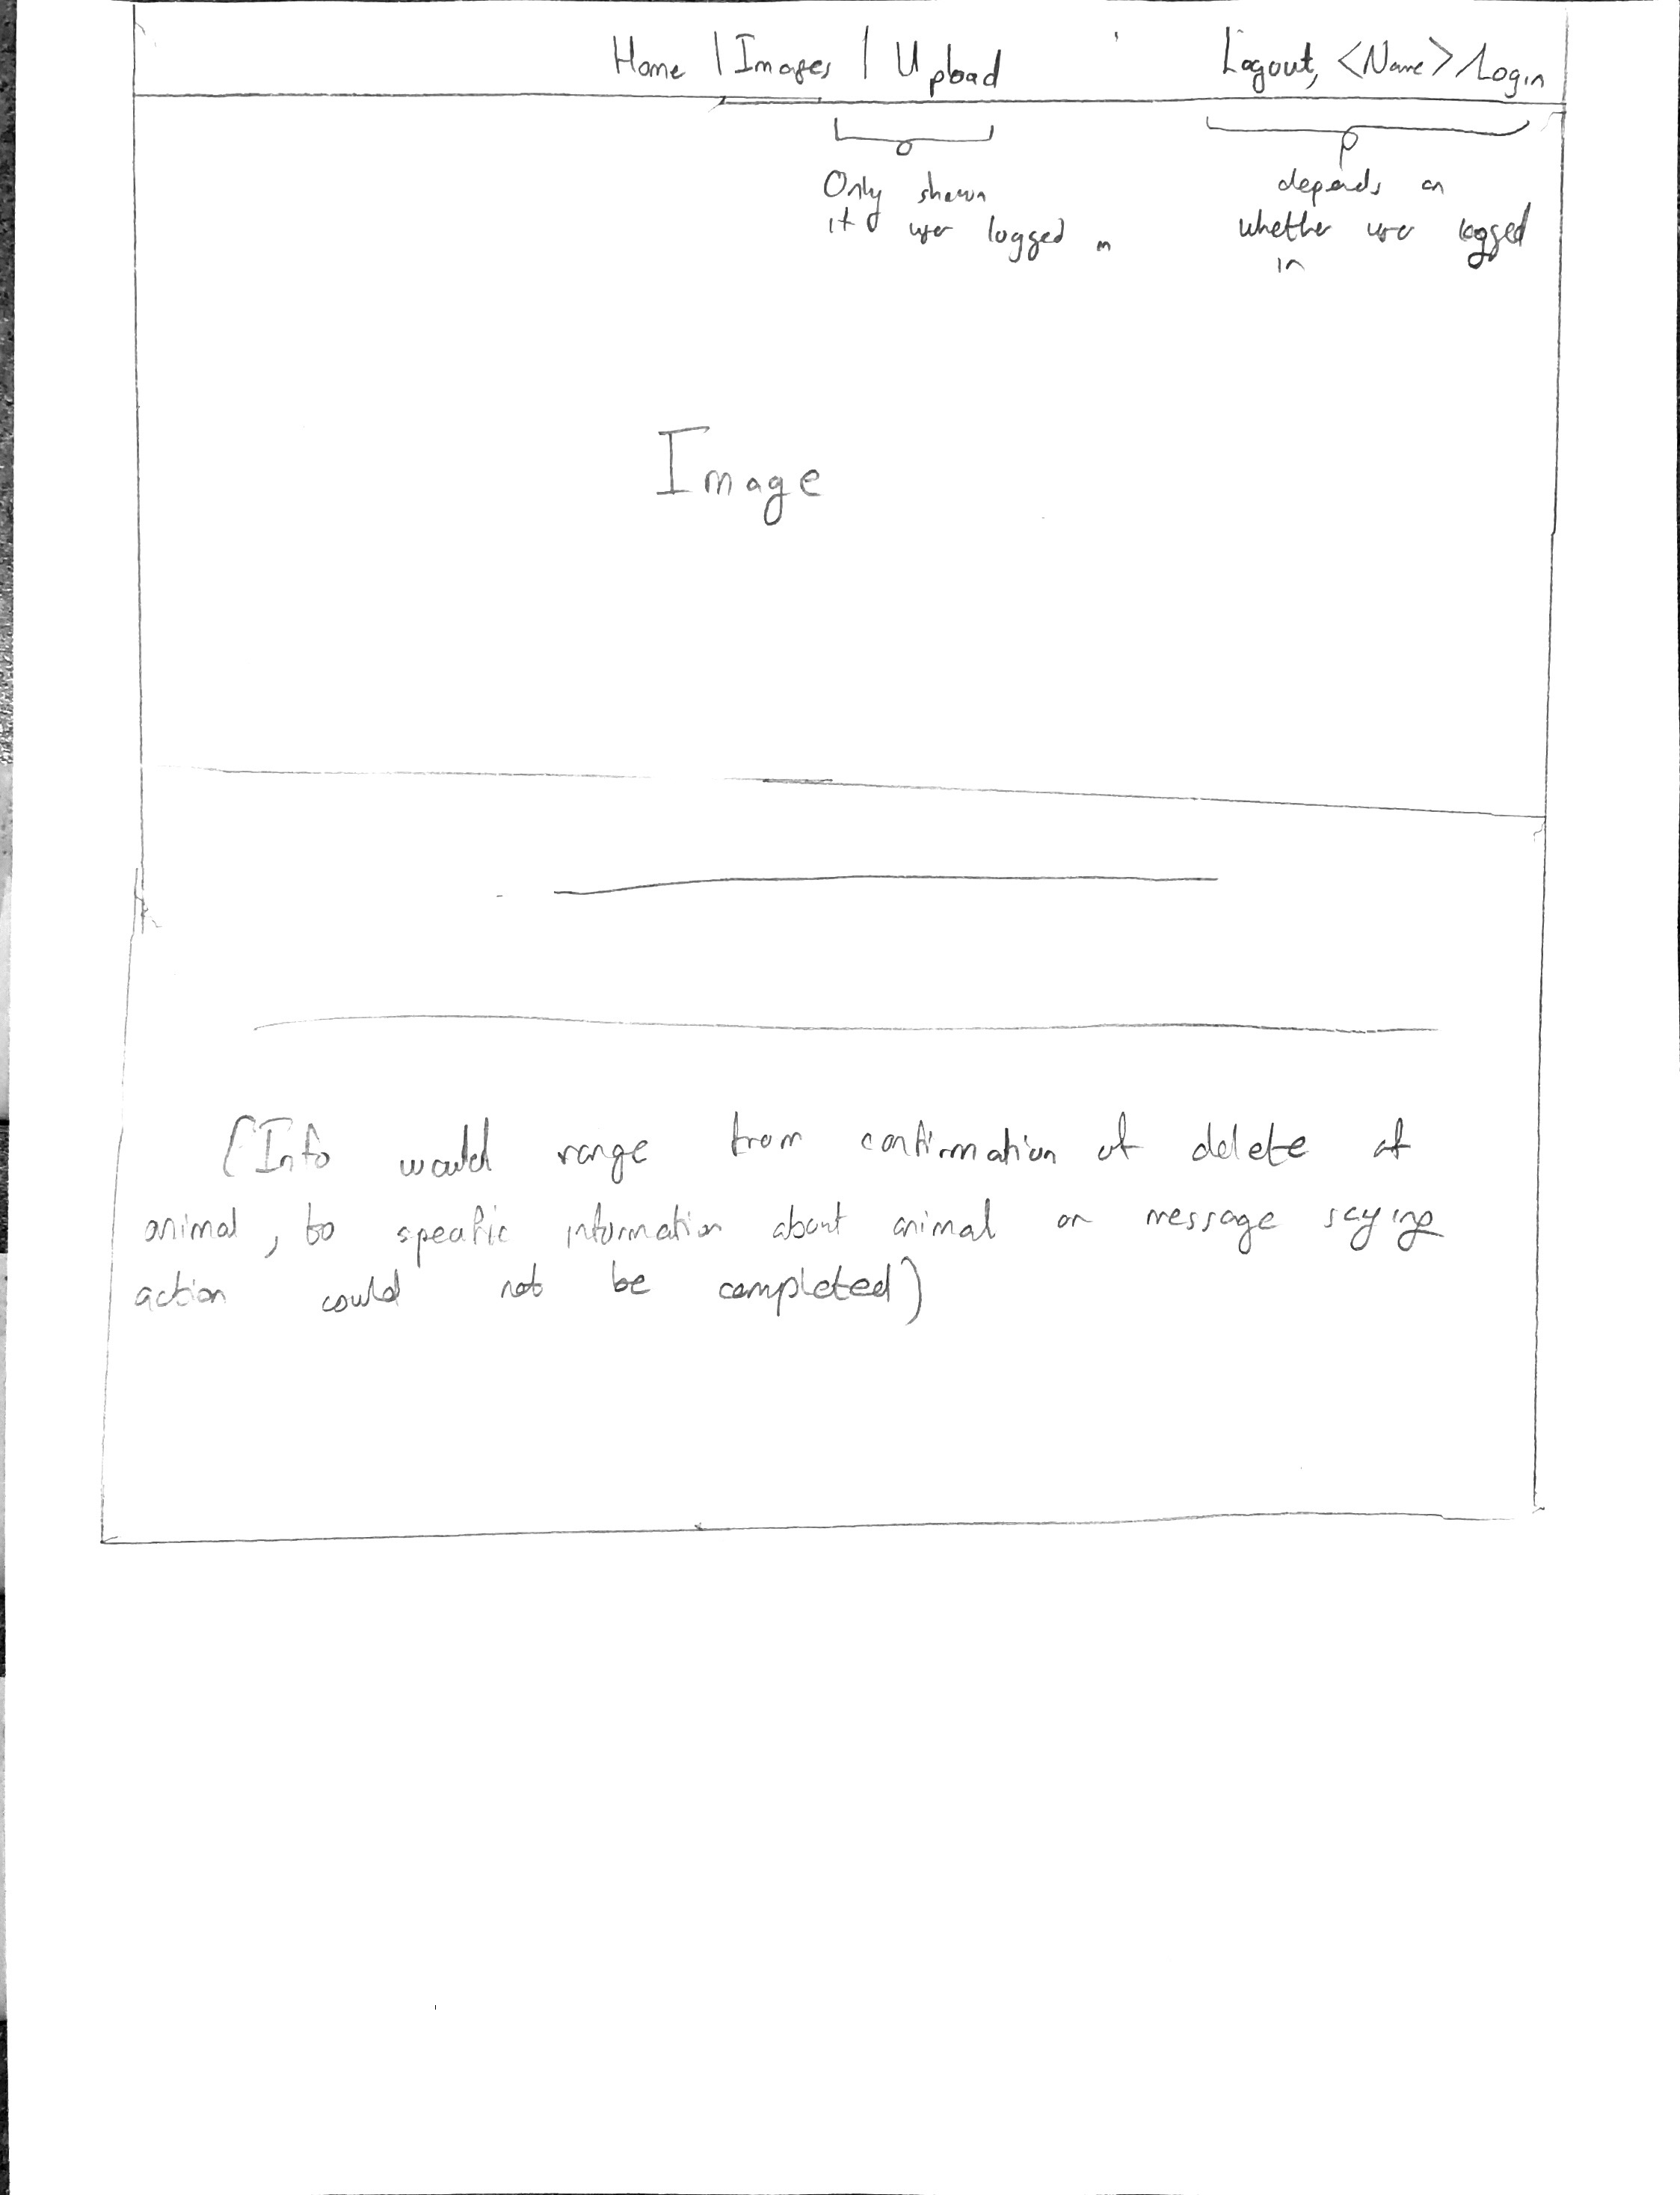 Home | Images | Upload Logout, <Name> / Login
Only shown
if user logged in
depends on
whether user logged
in
Image
(Info would range from confirmation of delete of
animal, to specific information about animal or message saying
action could not be completed)